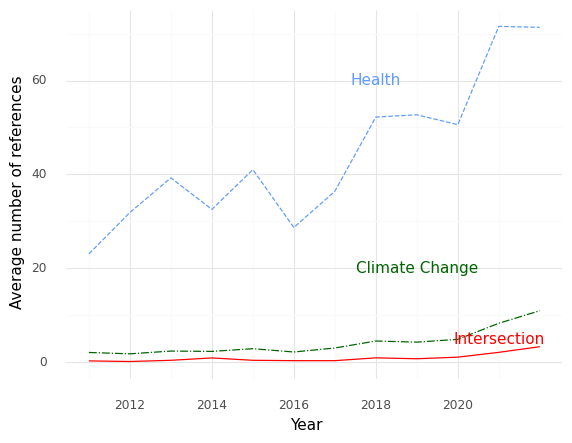 Average number of references
60
40
20
0
Health
Climate Change
Intersection
2012 2014 2016 2018 2020
Year